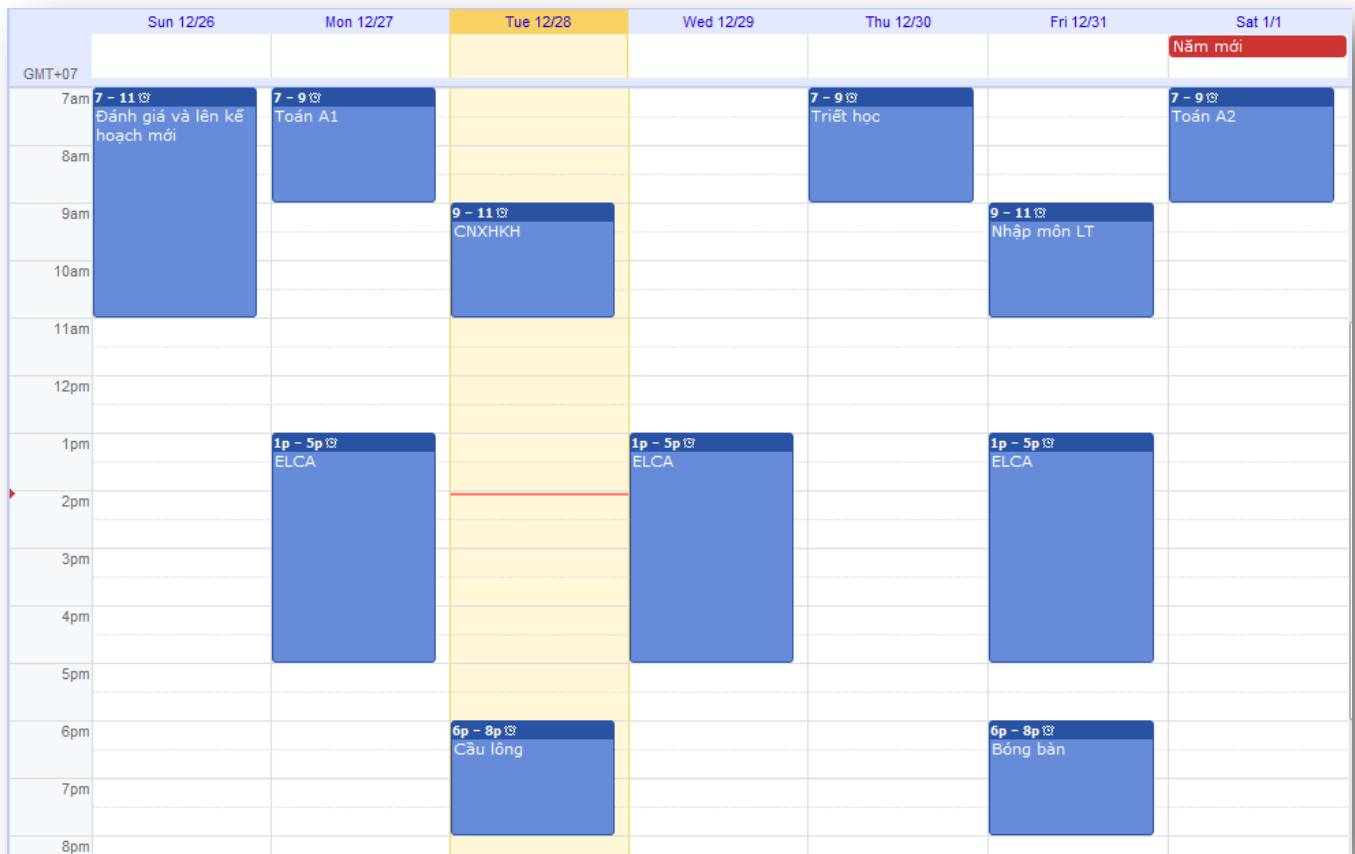 Sun 12/26
Mon 12/27
Tue 12/28
Wed 12/29
Thu 12/30
Fri 12/31
Sat 1/1
Năm mới
GMT+07
7am
8am
9am
10am
11am
12pm
1pm
2pm
3pm
4pm
5pm
6pm
7pm
8pm
7 – 11
Đánh giá và lên kế
hoạch mới
7 – 9
Toán A1
1p – 5p
ELCA
9 – 11
CNXHKH
6p – 8p
Cầu lông
1p – 5p
ELCA
7 – 9
Triết học
9 – 11
Nhập môn LT
1p – 5p
ELCA
6p – 8p
Bóng bàn
7 – 9
Toán A2